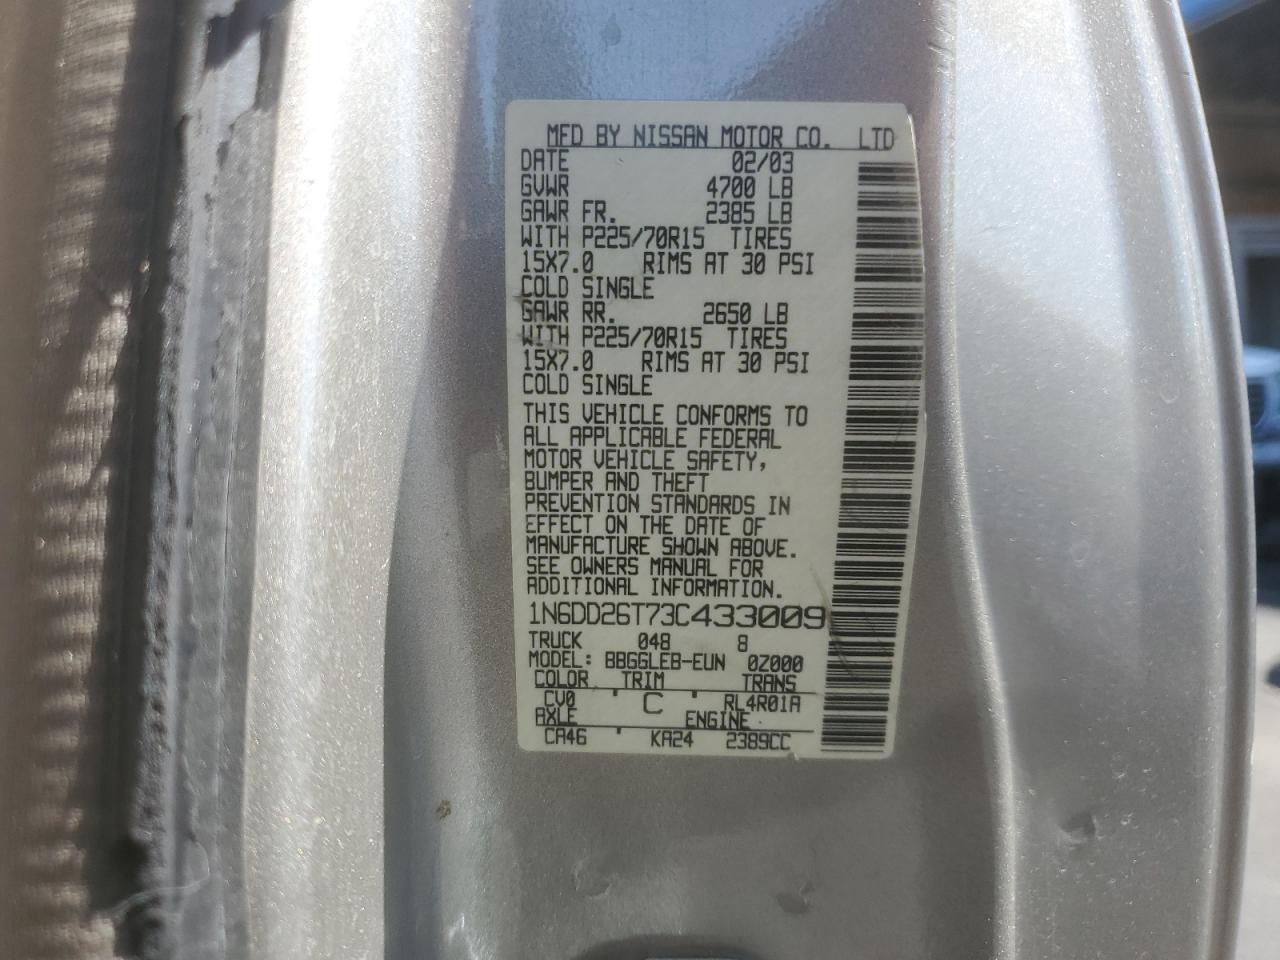 MFD BY NISSAN MOTOR CO. LTD
DATE 02/03
GVWR 4700 LB
GAWR FR. 2385 LB
WITH P225/70R15 TIRES
15X7.0 RIMS AT 30 PSI
COLD SINGLE
GAWR RR. 2650 LB
WITH P225/70R15 TIRES
15X7.0 RIMS AT 30 PSI
COLD SINGLE
THIS VEHICLE CONFORMS TO
ALL APPLICABLE FEDERAL
MOTOR VEHICLE SAFETY,
BUMPER AND THEFT
PREVENTION STANDARDS IN
EFFECT ON THE DATE OF
MANUFACTURE SHOWN ABOVE.
SEE OWNERS MANUAL FOR
ADDITIONAL INFORMATION.
1N6DD26T73C433009
TRUCK 048 8
MODEL: BBGGLEB-EUN 0Z000
COLOR TRIM TRANS
CV0 ' C ' RL4R01A
AXLE ENGINE
CA46 ' KA24 2389CC